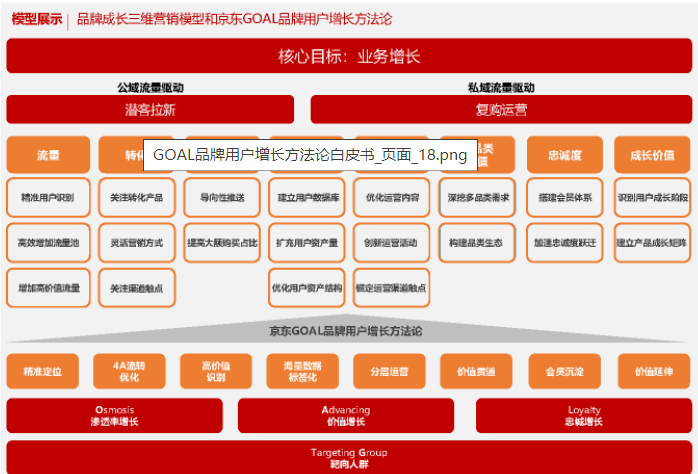 模型展示 | 品牌成长三维营销模型和京东GOAL品牌用户增长方法论
核心目标：业务增长
公域流量驱动 私域流量驱动
潜客拉新 复购运营
流量 转化 忠诚度 成长价值
GOAL品牌用户增长方法论白皮书_页面_18.png
精准用户识别 关注转化产品 导向性推送 建立用户数据库 优化运营内容 深挖多品类需求 搭建会员体系 识别用户成长阶段
高效增加流量池 灵活营销方式 提高大额购买占比 扩充用户资产量 创新运营活动 构建品类生态 加速忠诚度跃迁 建立产品成长矩阵
增加高价值流量 关注渠道触点 优化用户资产结构 锁定运营渠道触点
京东GOAL品牌用户增长方法论
精准定位 4A流转 高价值 海量数据 分层运营 价值贯通 会员沉淀 价值延伸
优化 识别 标签化
Osmosis Advancing Loyalty
渗透率增长 价值增长 忠诚增长
Targeting Group
靶向人群